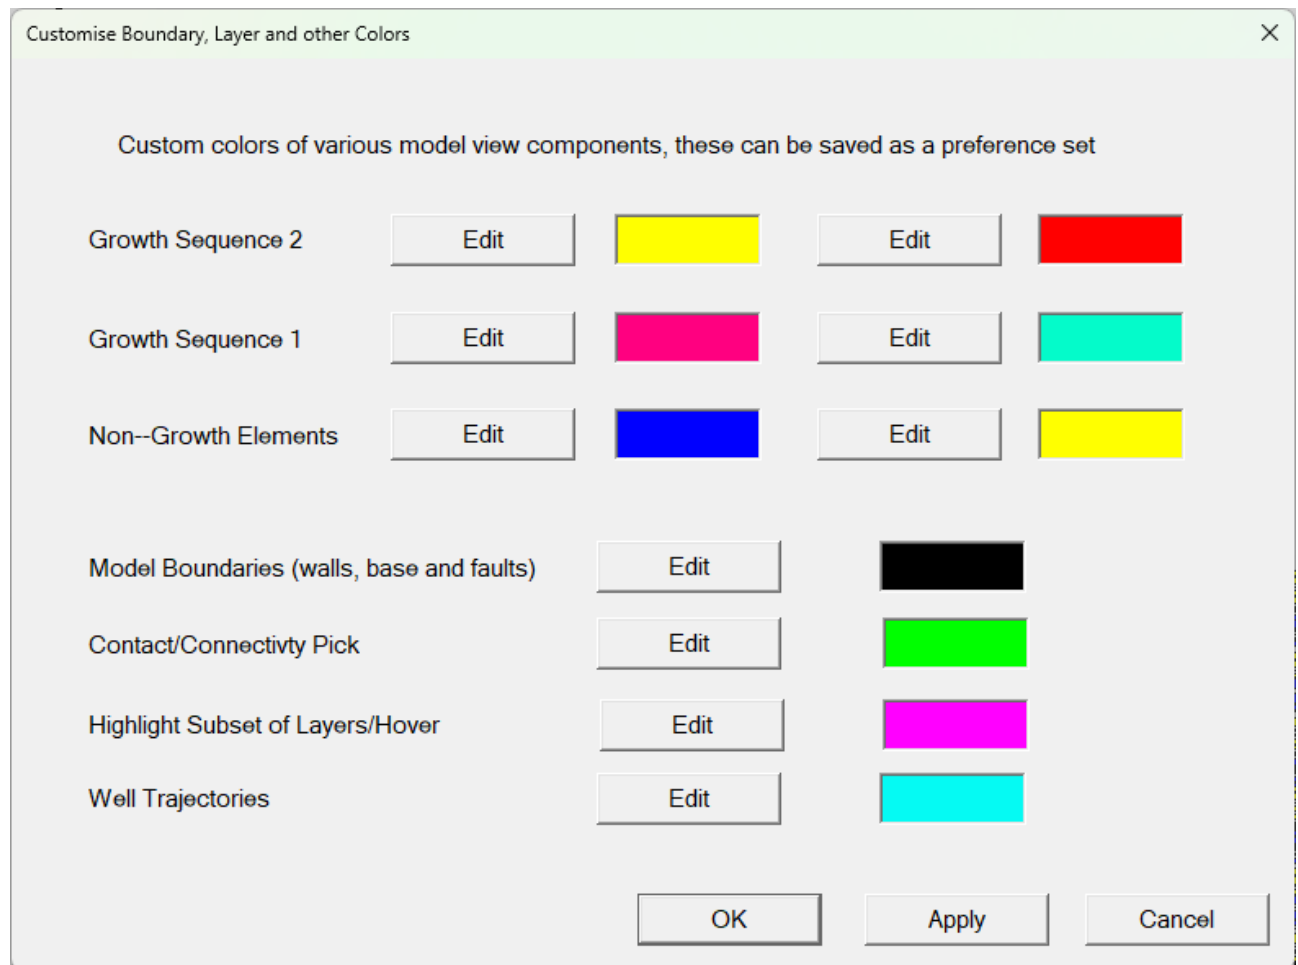 Customise Boundary, Layer and other Colors
Custom colors of various model view components, these can be saved as a preference set
Growth Sequence 2 Edit Edit
Growth Sequence 1 Edit Edit
Non--Growth Elements Edit Edit
Model Boundaries (walls, base and faults) Edit
Contact/Connectivty Pick Edit
Highlight Subset of Layers/Hover Edit
Well Trajectories Edit
OK Apply Cancel